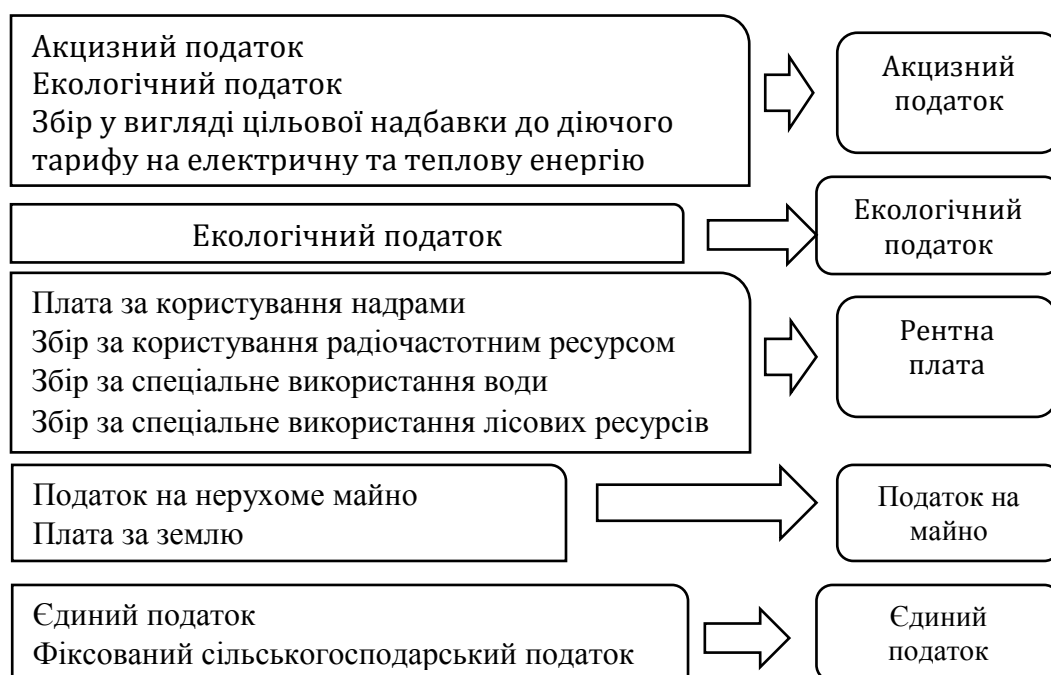 Акцизний податок
Екологічний податок
Збір у вигляді цільової надбавки до діючого
тарифу на електричну та теплову енергію
Акцизний
податок
Екологічний податок
Екологічний
податок
Плата за користування надрами
Збір за користування радіочастотним ресурсом
Збір за спеціальне використання води
Збір за спеціальне використання лісових ресурсів
Рентна
плата
Податок на нерухоме майно
Плата за землю
Податок на
майно
Єдиний податок
Фіксований сільськогосподарський податок
Єдиний
податок